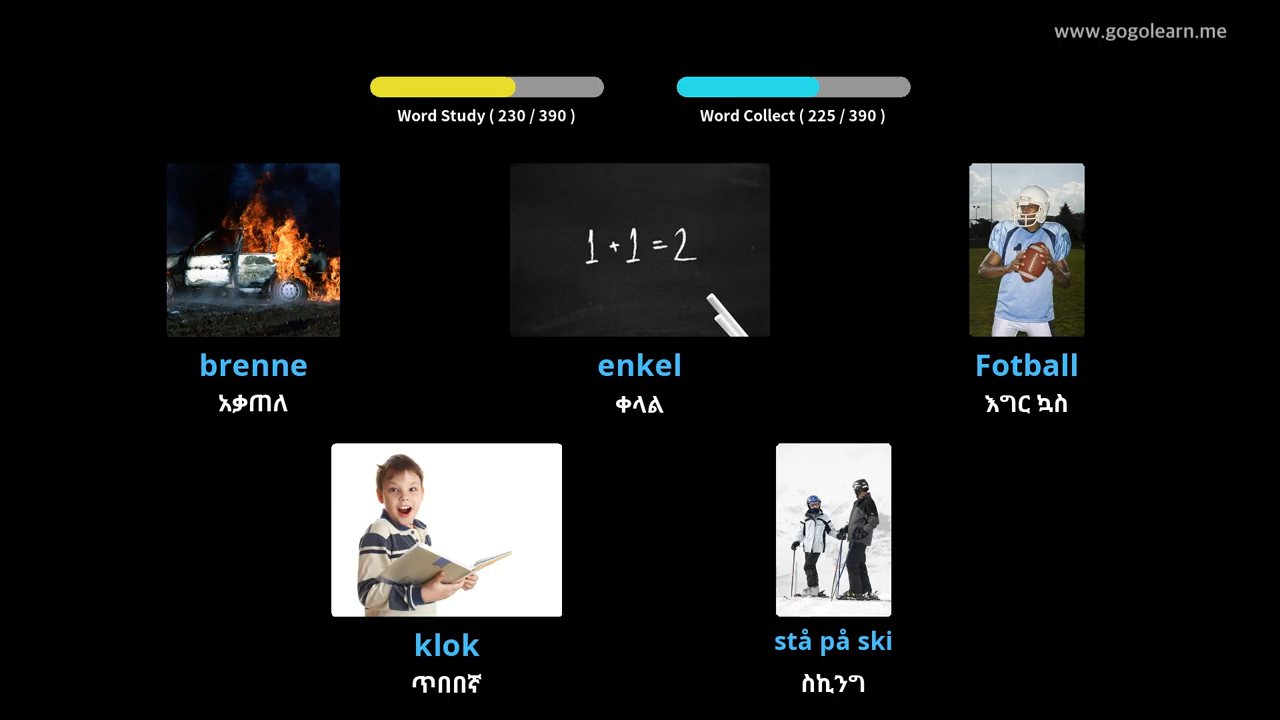 www.gogolearn.me
Word Study ( 230 / 390 )
Word Collect ( 225 / 390 )
1 + 1 = 2
brenne
አቃጠለ
enkel
ቀላል
Fotball
እግር ኳስ
klok
ጥበበኛ
stå på ski
ስኪንግ